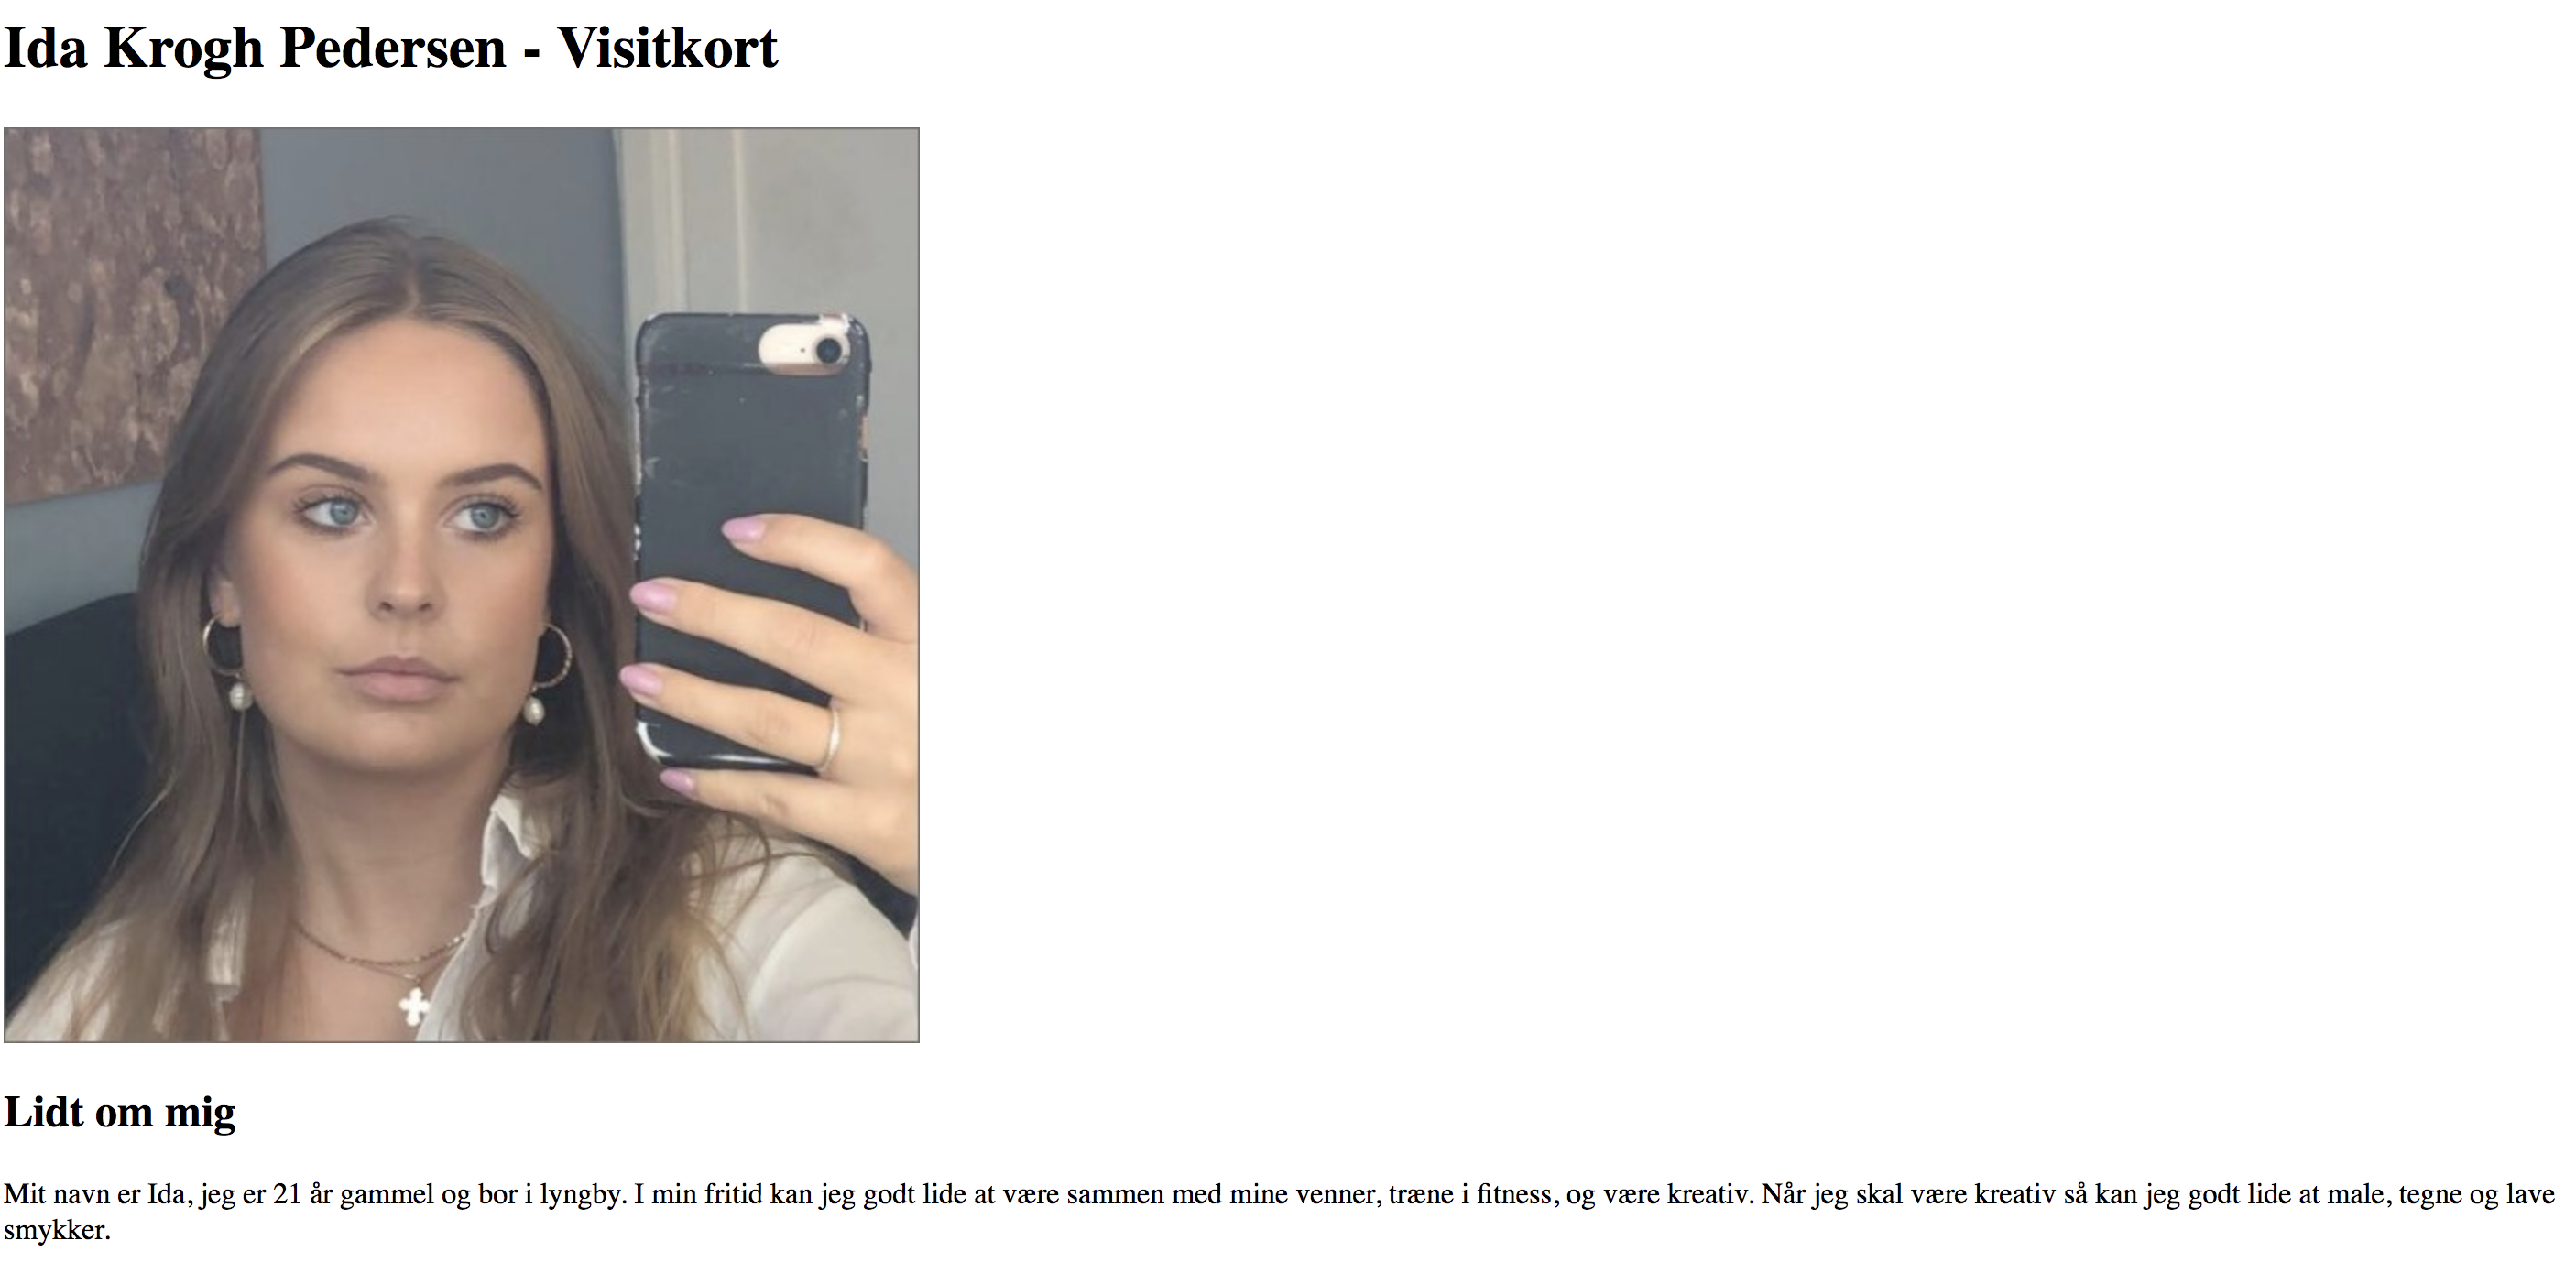 Ida Krogh Pedersen - Visitkort
Lidt om mig
Mit navn er Ida, jeg er 21 år gammel og bor i lyngby. I min fritid kan jeg godt lide at være sammen med mine venner, træne i fitness, og være kreativ. Når jeg skal være kreativ så kan jeg godt lide at male, tegne og lave
smykker.